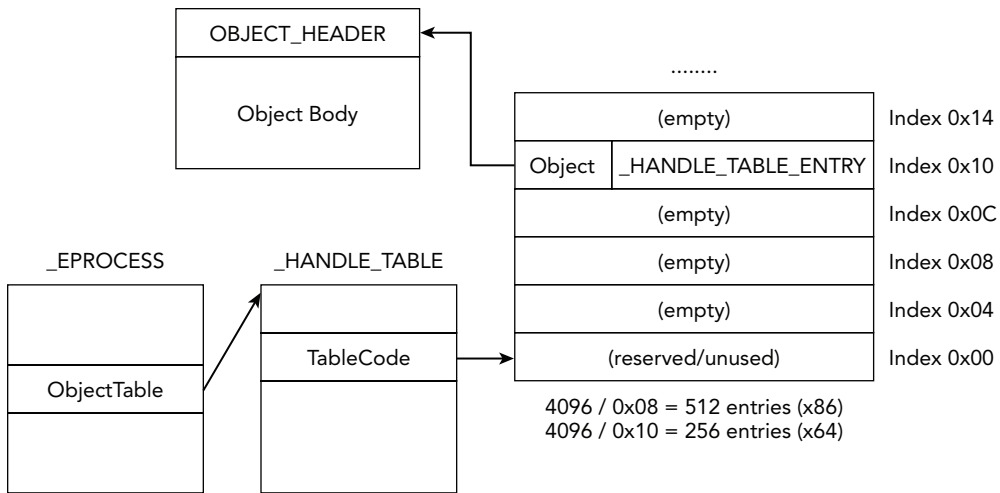 OBJECT_HEADER
Object Body
........
(empty) Index 0x14
Object _HANDLE_TABLE_ENTRY Index 0x10
(empty) Index 0x0C
(empty) Index 0x08
(empty) Index 0x04
(reserved/unused) Index 0x00
_EPROCESS
ObjectTable
_HANDLE_TABLE
TableCode
4096 / 0x08 = 512 entries (x86)
4096 / 0x10 = 256 entries (x64)